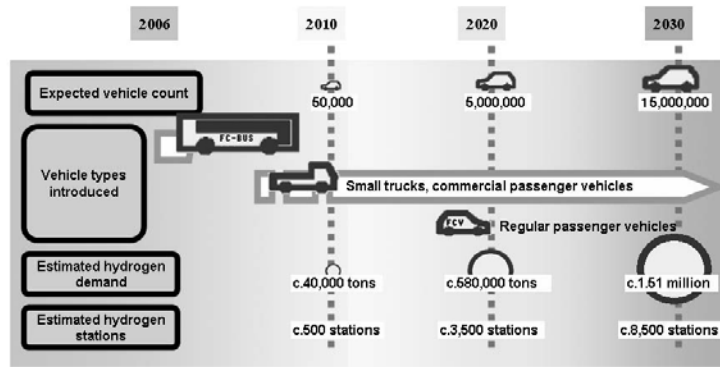 2006 2010 2020 2030
Expected vehicle count
50,000 5,000,000 15,000,000
FC-BUS
Vehicle types
introduced
Small trucks, commercial passenger vehicles
FCV Regular passenger vehicles
Estimated hydrogen
demand
c.40,000 tons c.580,000 tons c.1.51 million
Estimated hydrogen
stations
c.500 stations c.3,500 stations c.8,500 stations